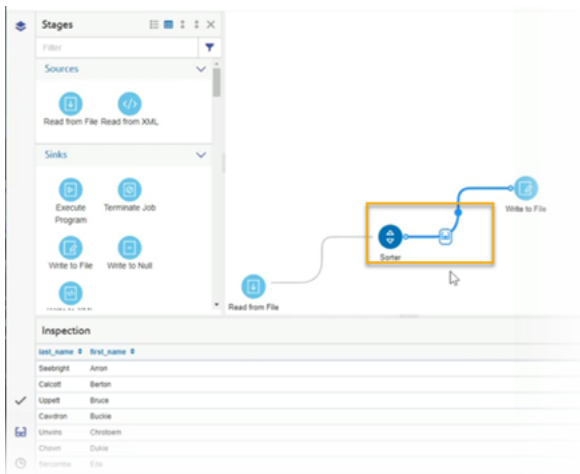 Stages
Filter
Sources
Read from File Read from XML
Sinks
Execute Program
Terminate Job
Write to File
Write to Null
Write to File
Sorter
Read from File
Inspection
last_name first_name
Seebright Arron
Calcott Berton
Uppett Bruce
Cawdron Buckie
Unwins Chrotoem
Chown Dukie